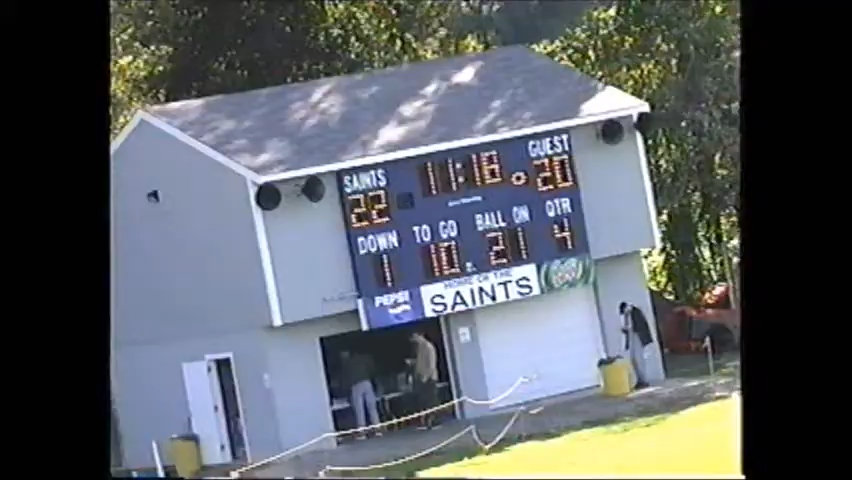 SAINTS 11:18 GUEST
22 20
DOWN TO GO BALL ON QTR
1 10 21 4
PEPSI
HOME OF THE
SAINTS